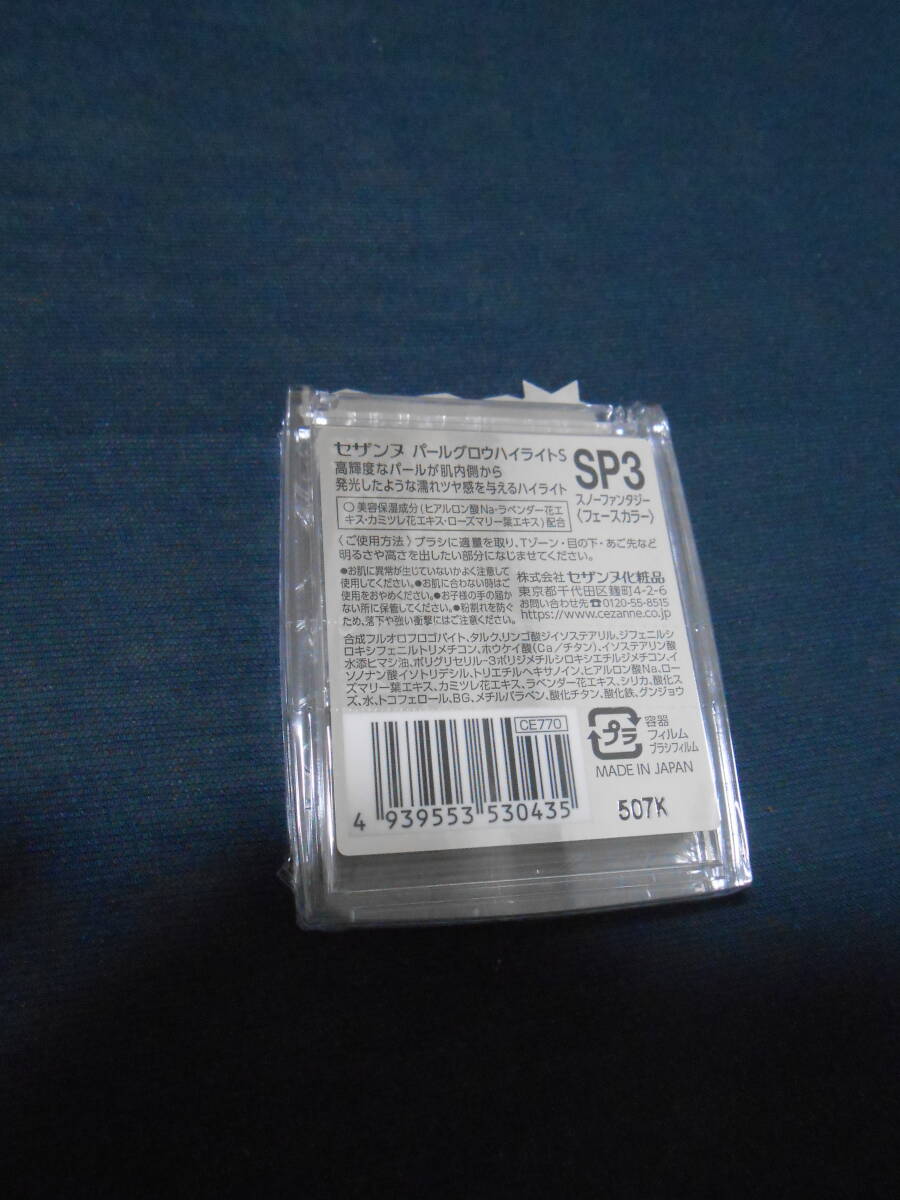 セザンヌ パールグロウハイライトS
高輝度なパールが肌内側から
発光したような濡れツヤ感を与えるハイライト
SP3
スノーファンタジー
〈フェースカラー〉
○美容保湿成分(ヒアルロン酸Na・ラベンダー花エ
キス・カミツレ花エキス・ローズマリー葉エキス)配合
〈ご使用方法〉ブラシに適量を取り、Tゾーン・目の下・あご先など
明るさや高さを出したい部分になじませてください。
●お肌に異常が生じていないかよく注意して
使用してください。●お肌に合わない時はご
使用をおやめください。●お子様の手の届か
ない所に保管してください。●粉割れを防ぐ
ため、落下や強い衝撃にはご注意ください。
株式会社 セザンヌ化粧品
東京都千代田区麹町4-2-6
お問い合わせ先☎0120-55-8515
https://www.cezanne.co.jp
合成フルオロフロゴパイト、タルク、リンゴ酸ジイソステアリル、ジフェニルシ
ロキシフェニルトリメチコン、ホウケイ酸(Ca/チタン)、イソステアリン酸
水添ヒマシ油、ポリグリセリル-3ポリジメチルシロキシエチルジメチコン、イ
ソノナン酸イソトリデシル、トリエチルヘキサノイン、ヒアルロン酸Na、ロー
ズマリー葉エキス、カミツレ花エキス、ラベンダー花エキス、シリカ、酸化ス
ズ、水、トコフェロール、BG、メチルパラベン、酸化チタン、酸化鉄、グンジョウ
CE770
4 939553 530435
プラ
容器
フィルム
プラシフィルム
MADE IN JAPAN
507K